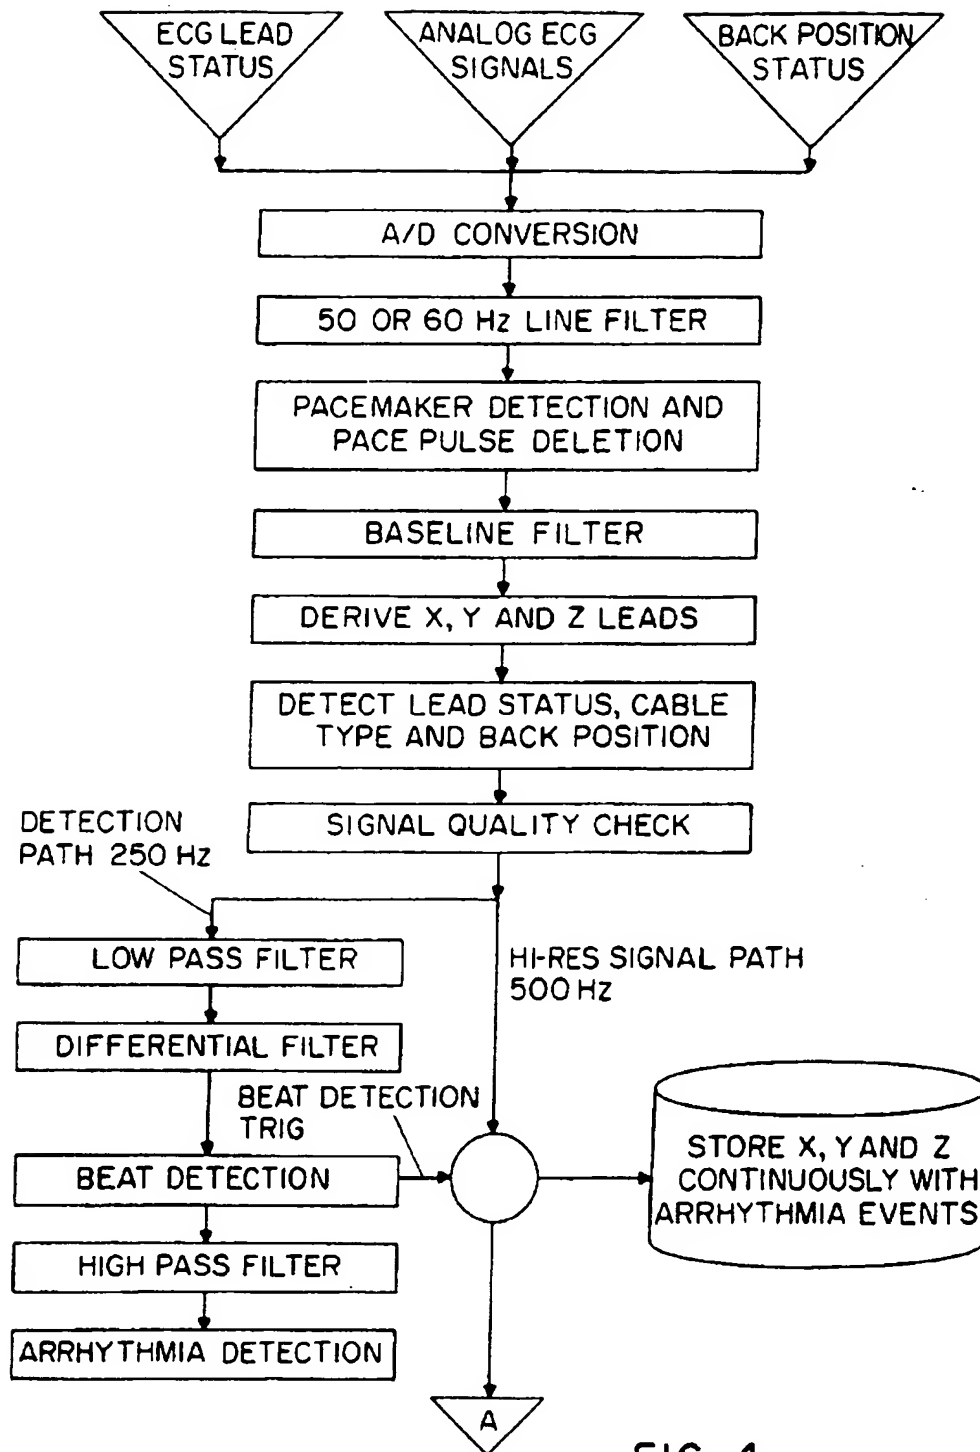 ECG LEAD
STATUS
ANALOG ECG
SIGNALS
BACK POSITION
STATUS
A/D CONVERSION
50 OR 60 Hz LINE FILTER
PACEMAKER DETECTION AND
PACE PULSE DELETION
BASELINE FILTER
DERIVE X, Y AND Z LEADS
DETECT LEAD STATUS, CABLE
TYPE AND BACK POSITION
SIGNAL QUALITY CHECK
DETECTION
PATH 250 Hz
LOW PASS FILTER
HI-RES SIGNAL PATH
500 Hz
DIFFERENTIAL FILTER
BEAT DETECTION
TRIG
BEAT DETECTION
STORE X, Y AND Z
CONTINUOUSLY WITH
ARRHYTHMIA EVENTS
HIGH PASS FILTER
ARRHYTHMIA DETECTION
A